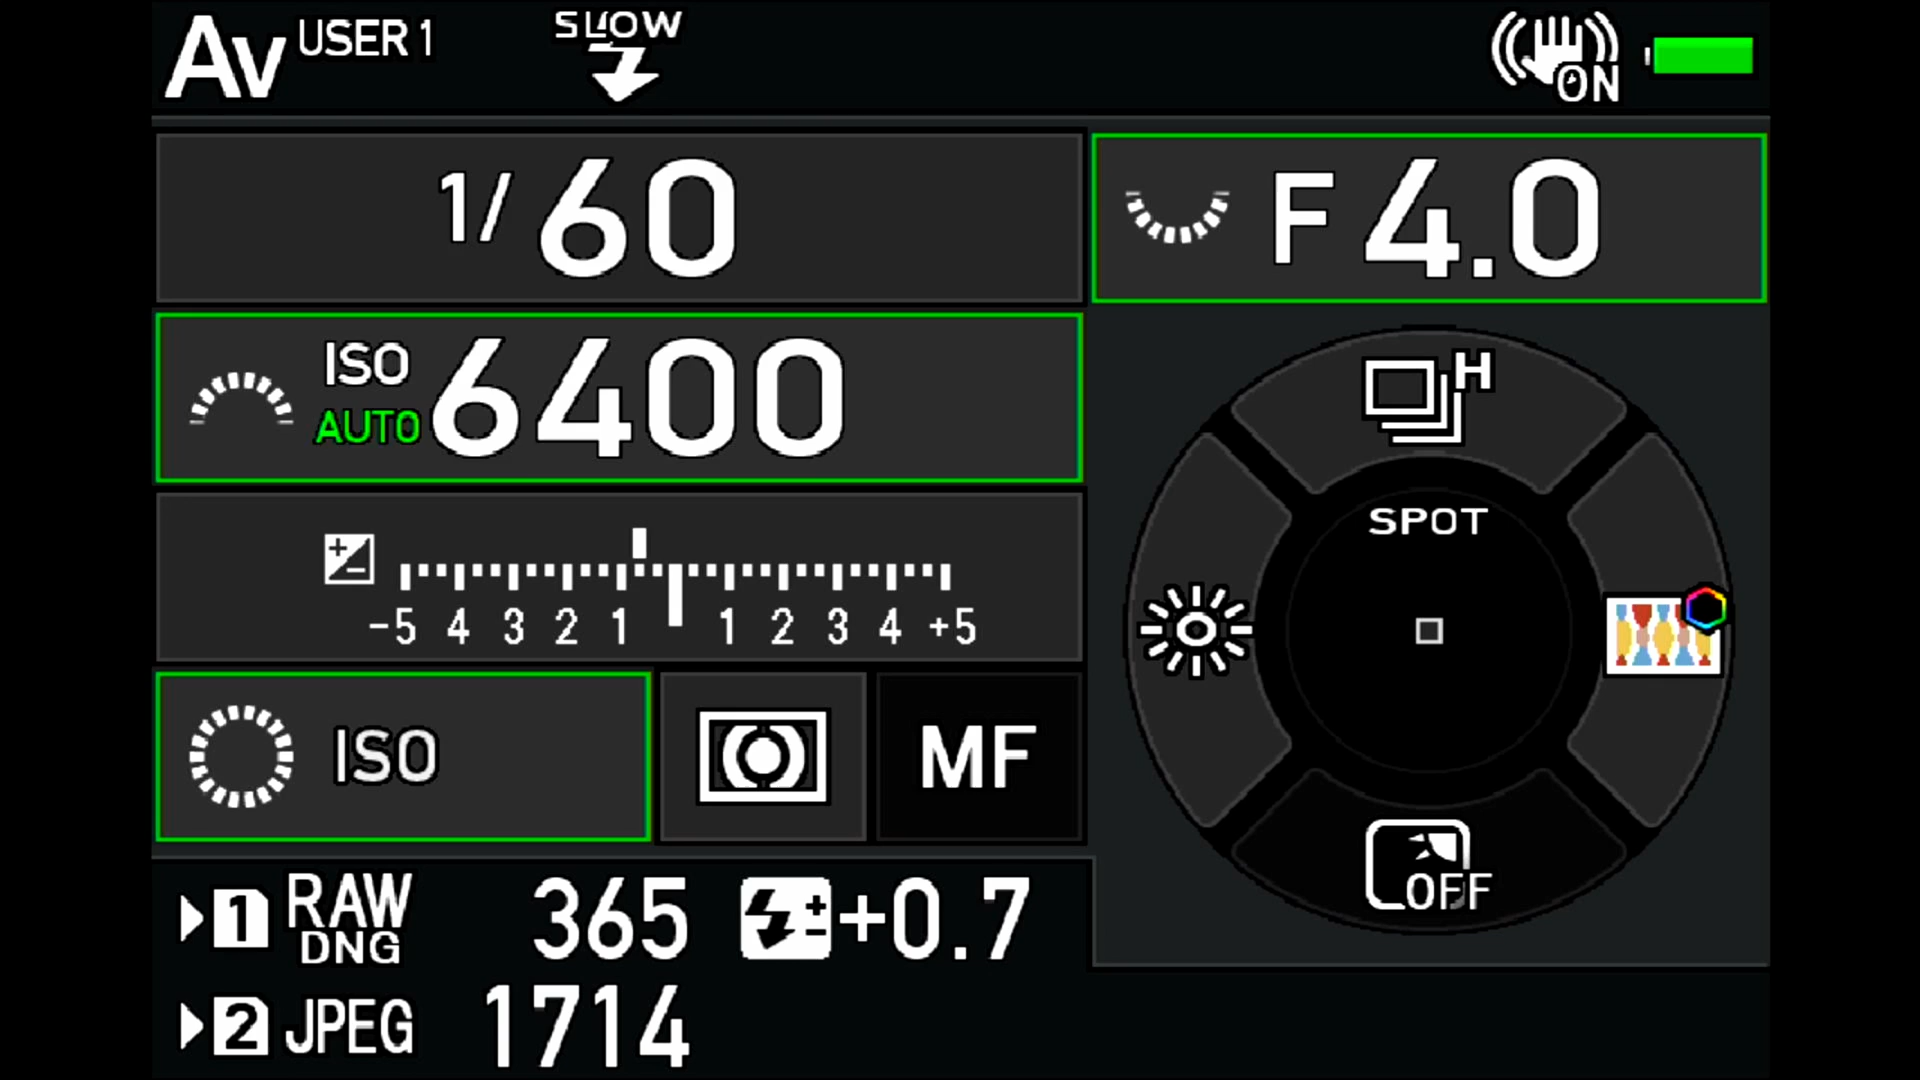 Av USER 1 SLOW ON
1/60 F4.0
ISO AUTO 6400
H
SPOT
+ -
-5 4 3 2 1 1 2 3 4 +5
ISO MF
OFF
1 RAW DNG 365 +0.7
2 JPEG 1714